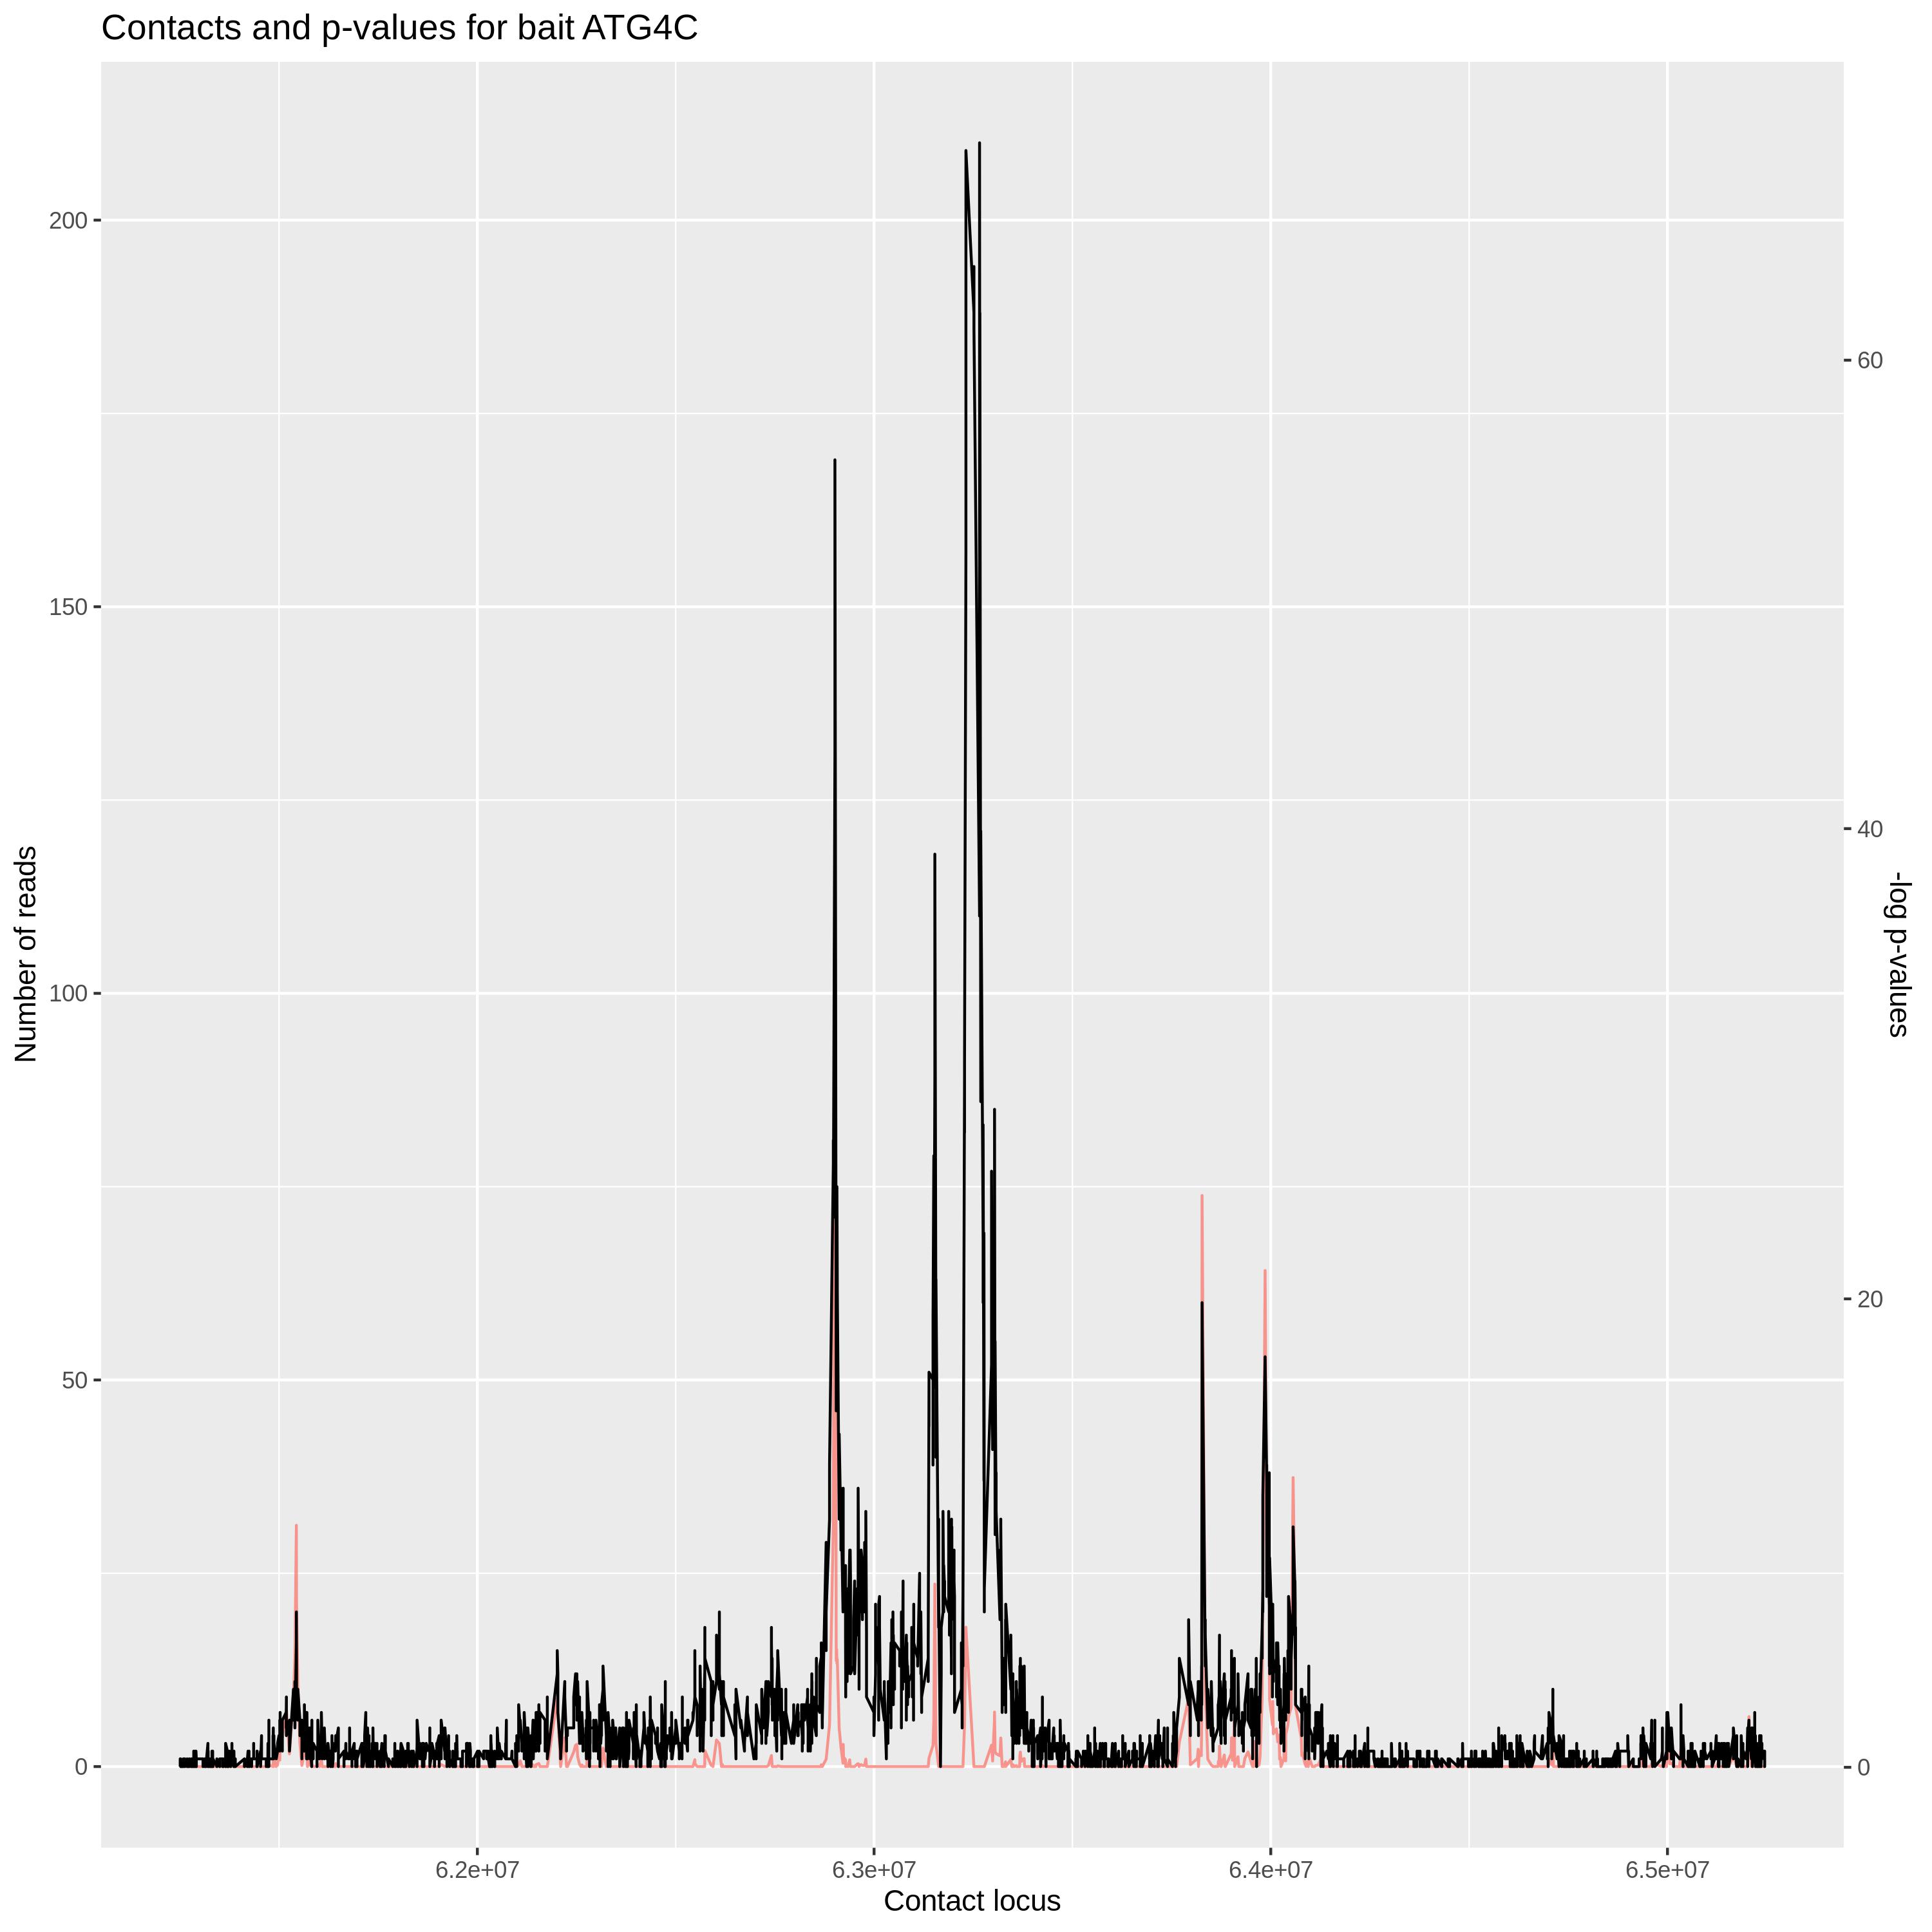 Contacts and p-values for bait ATG4C
200
150
100
50
0
Number of reads
60
40
20
0
-log p-values
6.2e+07
6.3e+07
6.4e+07
6.5e+07
Contact locus